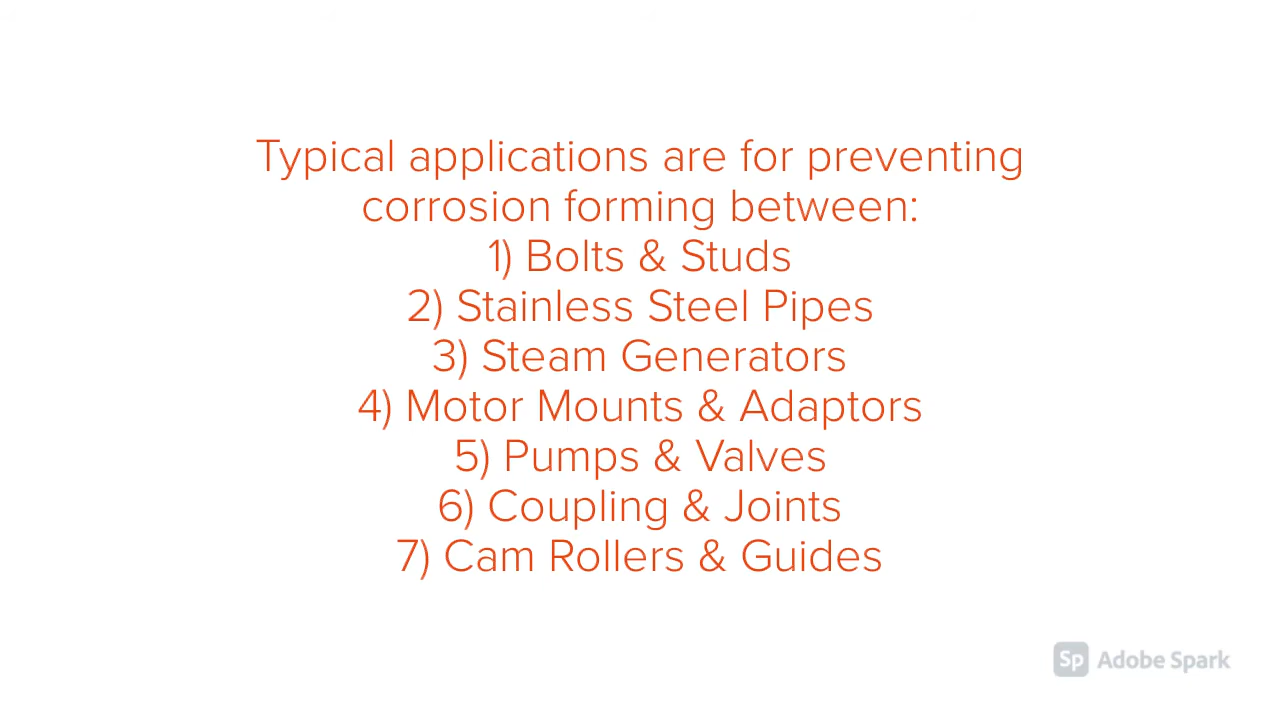 Typical applications are for preventing
corrosion forming between:
1) Bolts & Studs
2) Stainless Steel Pipes
3) Steam Generators
4) Motor Mounts & Adaptors
5) Pumps & Valves
6) Coupling & Joints
7) Cam Rollers & Guides
Sp Adobe Spark